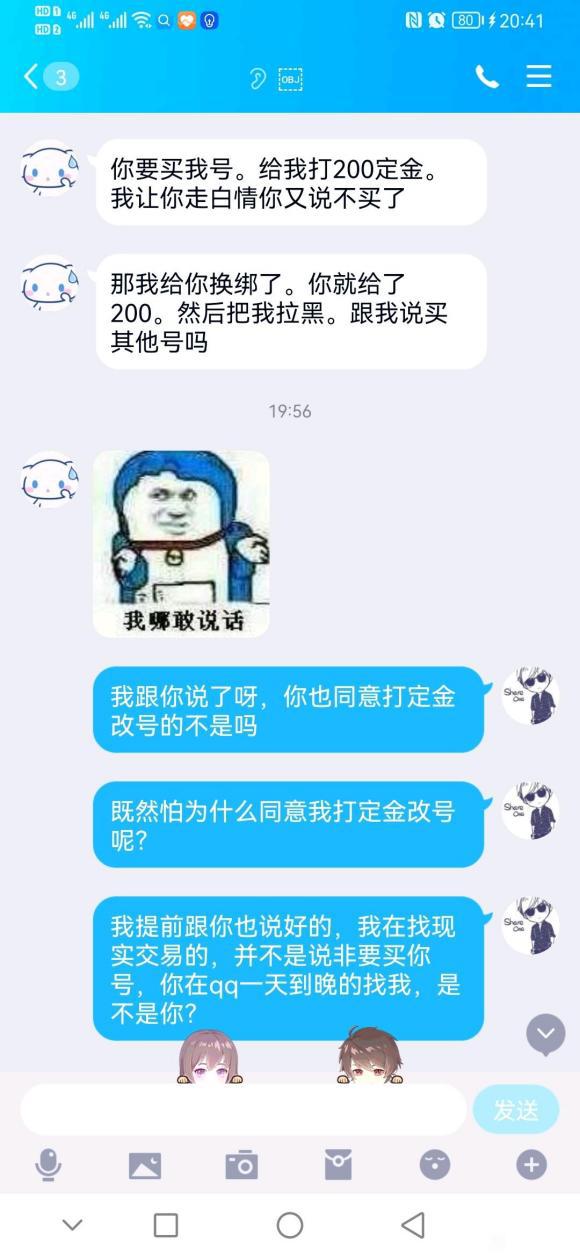 HD 1
HD 2
4G
4G
N
80
20:41
3
OBJ
你要买我号。给我打200定金。
我让你走白情你又说不买了
那我给你换绑了。你就给了
200。然后把我拉黑。跟我说买
其他号吗
19:56
我哪敢说话
我跟你说了呀，你也同意打定金
改号的不是吗
Share
One
既然怕为什么同意我打定金改号
呢？
Share
One
我提前跟你也说好的，我在找现
实交易的，并不是说非要买你
号，你在qq一天到晚的找我，是
不是你？
Share
One
发送